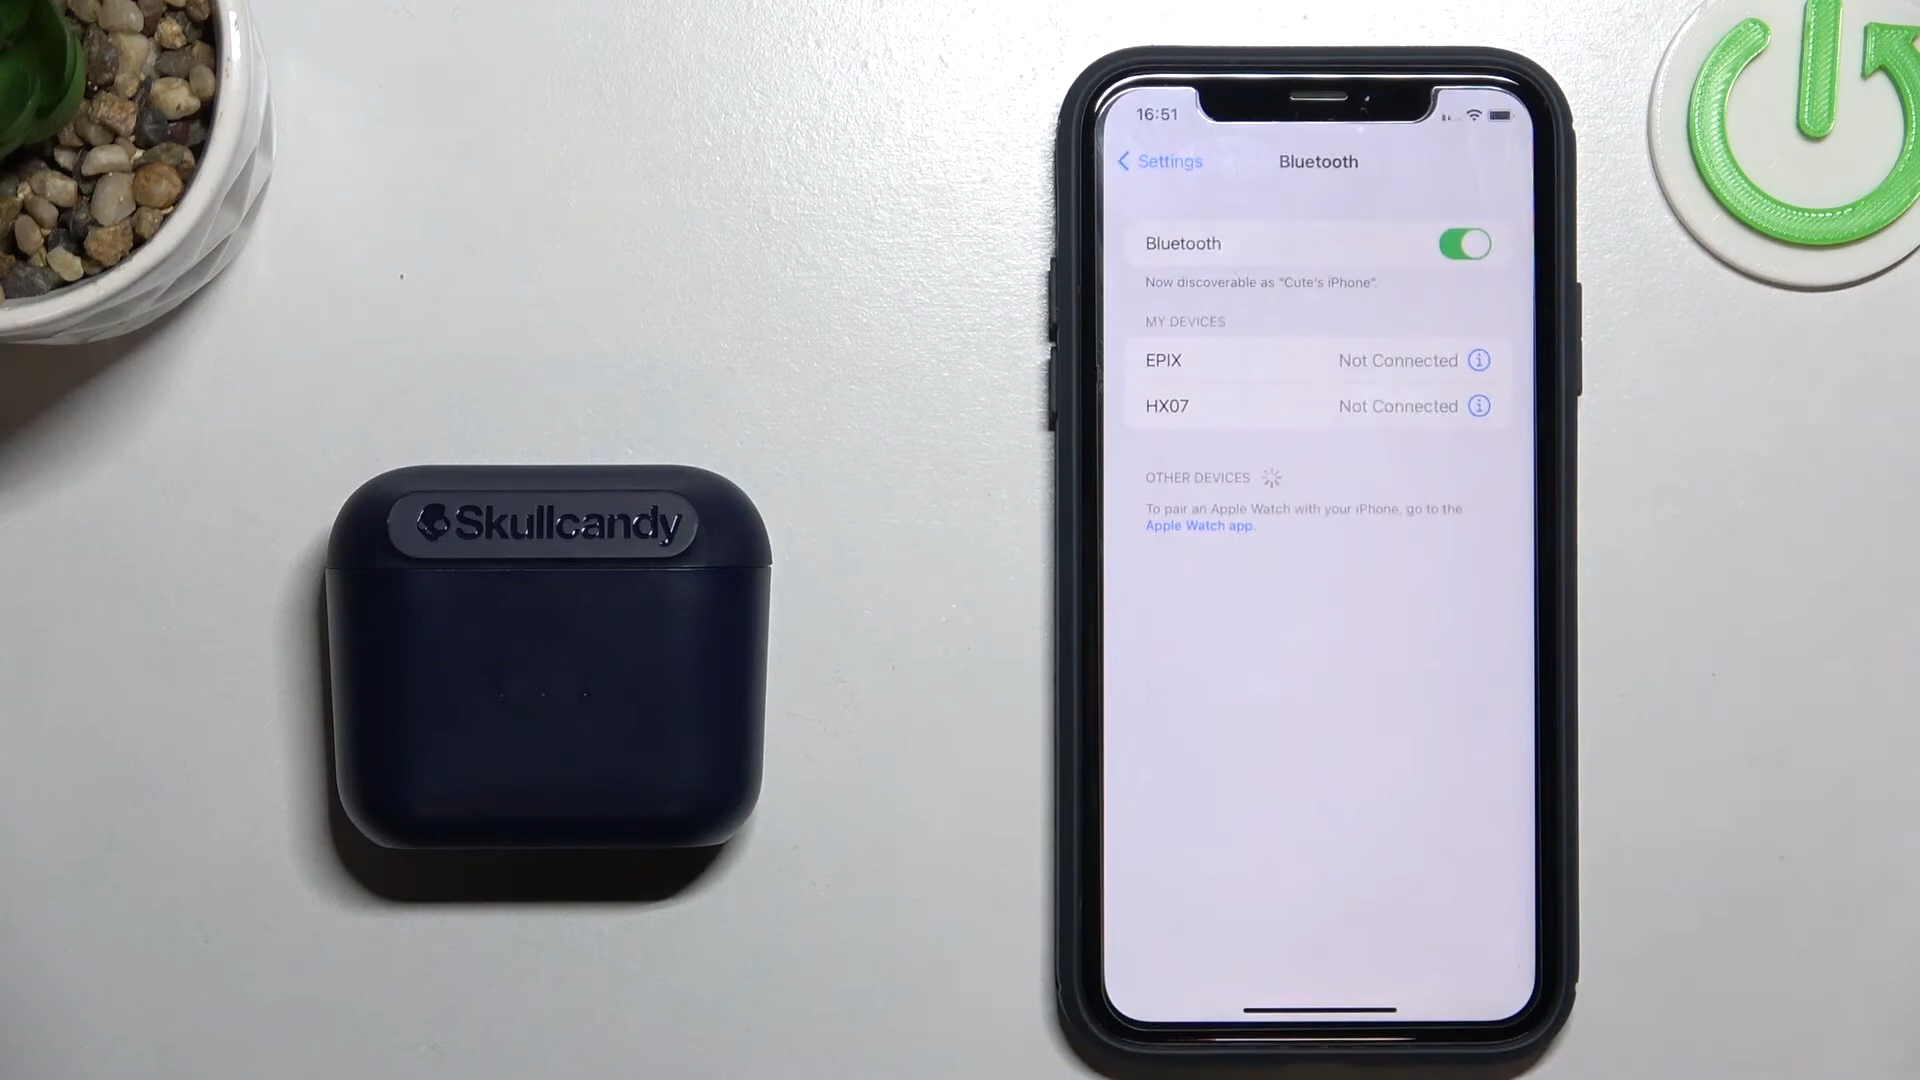 Skullcandy
16:51
Settings
Bluetooth
Bluetooth
Now discoverable as "Cute's iPhone".
MY DEVICES
EPIX Not Connected
HX07 Not Connected
OTHER DEVICES
To pair an Apple Watch with your iPhone, go to the
Apple Watch app.